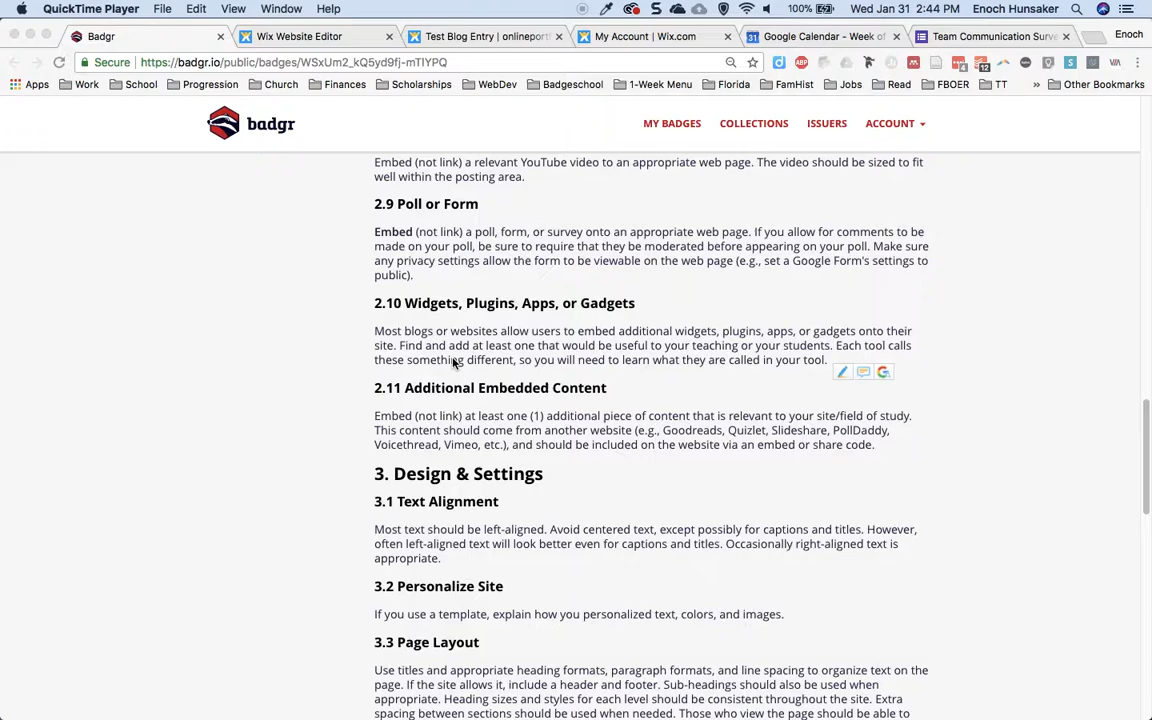 QuickTime Player File Edit View Window Help 100% Wed Jan 31 2:44 PM Enoch Hunsaker
Badgr Wix Website Editor Test Blog Entry | onlineport My Account | Wix.com Google Calendar - Week of Team Communication Surve Enoch
Secure https://badgr.io/public/badges/WSxUm2_kQ5yd9fj-mTIYPQ
Apps Work School Progression Church Finances Scholarships WebDev Badgeschool 1-Week Menu Florida FamHist Jobs Read FBOER TT » Other Bookmarks
badgr MY BADGES COLLECTIONS ISSUERS ACCOUNT
Embed (not link) a relevant YouTube video to an appropriate web page. The video should be sized to fit
well within the posting area.
2.9 Poll or Form
Embed (not link) a poll, form, or survey onto an appropriate web page. If you allow for comments to be
made on your poll, be sure to require that they be moderated before appearing on your poll. Make sure
any privacy settings allow the form to be viewable on the web page (e.g., set a Google Form's settings to
public).
2.10 Widgets, Plugins, Apps, or Gadgets
Most blogs or websites allow users to embed additional widgets, plugins, apps, or gadgets onto their
site. Find and add at least one that would be useful to your teaching or your students. Each tool calls
these something different, so you will need to learn what they are called in your tool.
2.11 Additional Embedded Content
Embed (not link) at least one (1) additional piece of content that is relevant to your site/field of study.
This content should come from another website (e.g., Goodreads, Quizlet, Slideshare, PollDaddy,
Voicethread, Vimeo, etc.), and should be included on the website via an embed or share code.
3. Design & Settings
3.1 Text Alignment
Most text should be left-aligned. Avoid centered text, except possibly for captions and titles. However,
often left-aligned text will look better even for captions and titles. Occasionally right-aligned text is
appropriate.
3.2 Personalize Site
If you use a template, explain how you personalized text, colors, and images.
3.3 Page Layout
Use titles and appropriate heading formats, paragraph formats, and line spacing to organize text on the
page. If the site allows it, include a header and footer. Sub-headings should also be used when
appropriate. Heading sizes and styles for each level should be consistent throughout the site. Extra
spacing between sections should be used when needed. Those who view the page should be able to